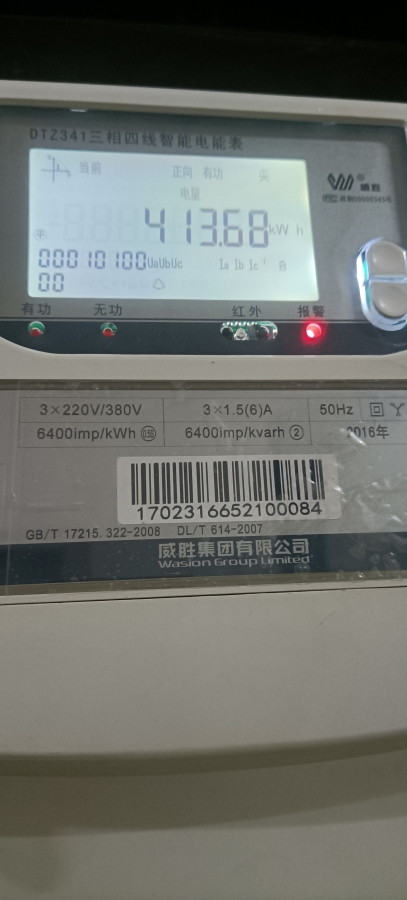 DTZ341三相四线智能电能表
当前 正向 有功 尖
电量
威胜
413.68 kWh
平
00010100 UaUbUc Ia Ib Ic
00
有功 无功 红外 报警
3×220V/380V 3×1.5(6)A 50Hz
6400imp/kWh 6400imp/kvarh ② 2016年
1702316652100084
GB/T 17215.322-2008 DL/T 614-2007
威胜集团有限公司
Wasion Group Limited